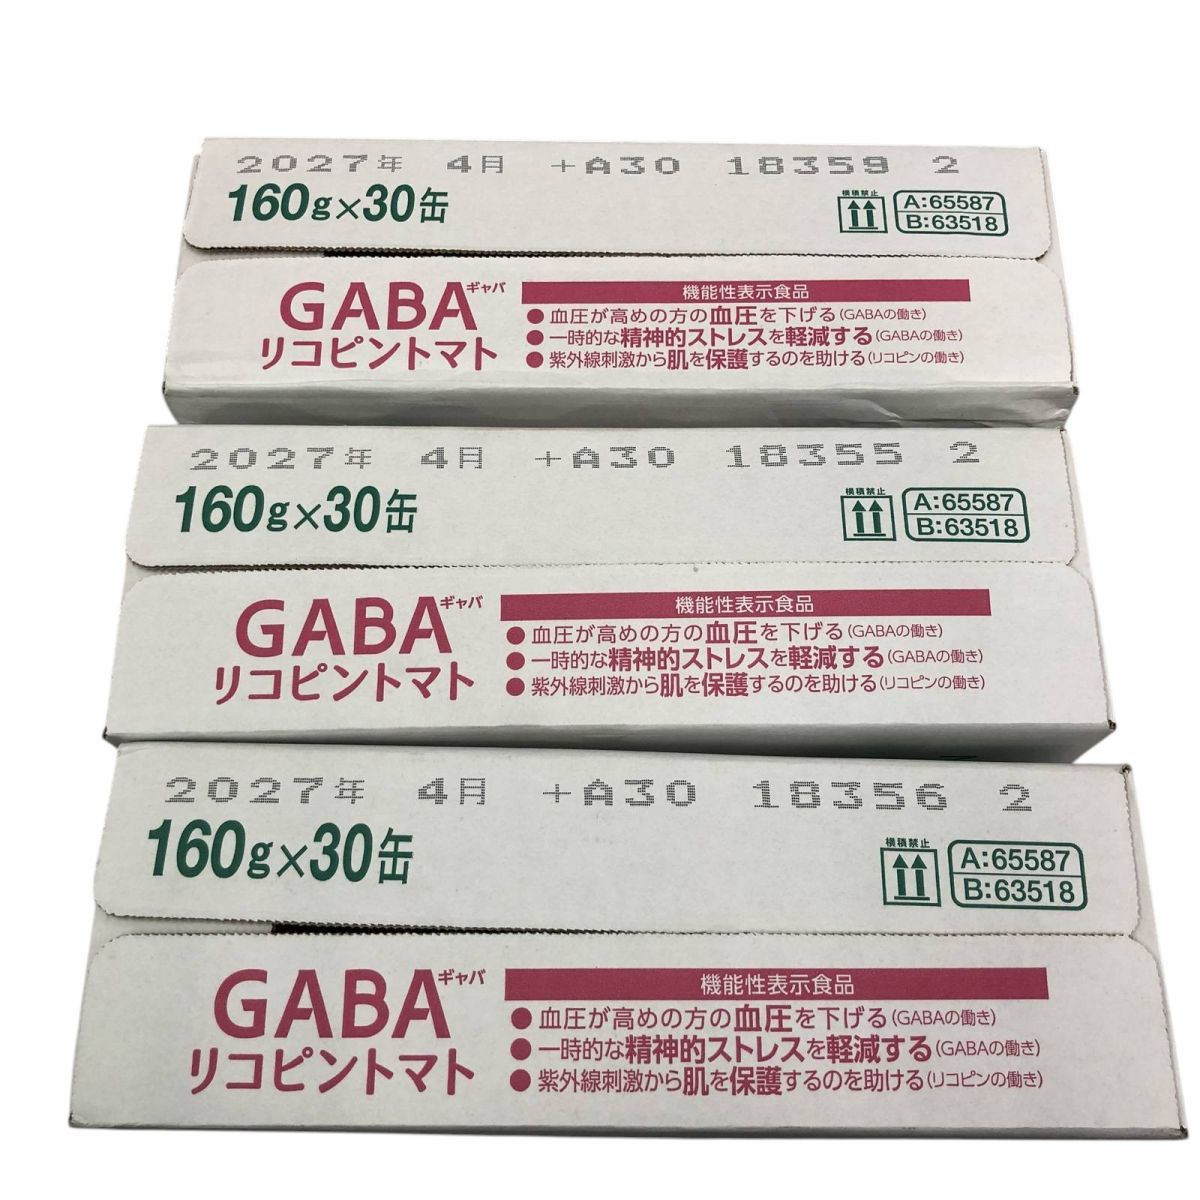 2027年 4月 +A30 18359 2
160g×30缶
横積禁止
A:65587
B:63518
GABAギャバ
リコピントマト
機能性表示食品
●血圧が高めの方の血圧を下げる(GABAの働き)
●一時的な精神的ストレスを軽減する(GABAの働き)
●紫外線刺激から肌を保護するのを助ける(リコピンの働き)
2027年 4月 +A30 18355 2
160g×30缶
横積禁止
A:65587
B:63518
GABAギャバ
リコピントマト
機能性表示食品
●血圧が高めの方の血圧を下げる(GABAの働き)
●一時的な精神的ストレスを軽減する(GABAの働き)
●紫外線刺激から肌を保護するのを助ける(リコピンの働き)
2027年 4月 +A30 18356 2
160g×30缶
横積禁止
A:65587
B:63518
GABAギャバ
リコピントマト
機能性表示食品
●血圧が高めの方の血圧を下げる(GABAの働き)
●一時的な精神的ストレスを軽減する(GABAの働き)
●紫外線刺激から肌を保護するのを助ける(リコピンの働き)